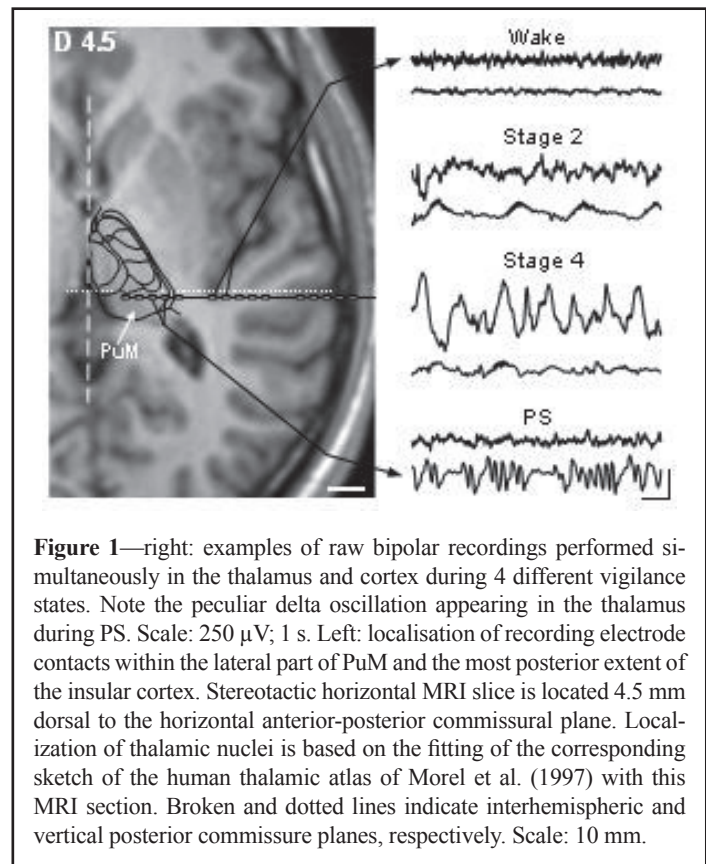 D 4.5
Wake
Stage 2
Stage 4
PuM
PS
Figure 1—right: examples of raw bipolar recordings performed si-
multaneously in the thalamus and cortex during 4 different vigilance
states. Note the peculiar delta oscillation appearing in the thalamus
during PS. Scale: 250 µV; 1 s. Left: localisation of recording electrode
contacts within the lateral part of PuM and the most posterior extent of
the insular cortex. Stereotactic horizontal MRI slice is located 4.5 mm
dorsal to the horizontal anterior-posterior commissural plane. Local-
ization of thalamic nuclei is based on the fitting of the corresponding
sketch of the human thalamic atlas of Morel et al. (1997) with this
MRI section. Broken and dotted lines indicate interhemispheric and
vertical posterior commissure planes, respectively. Scale: 10 mm.